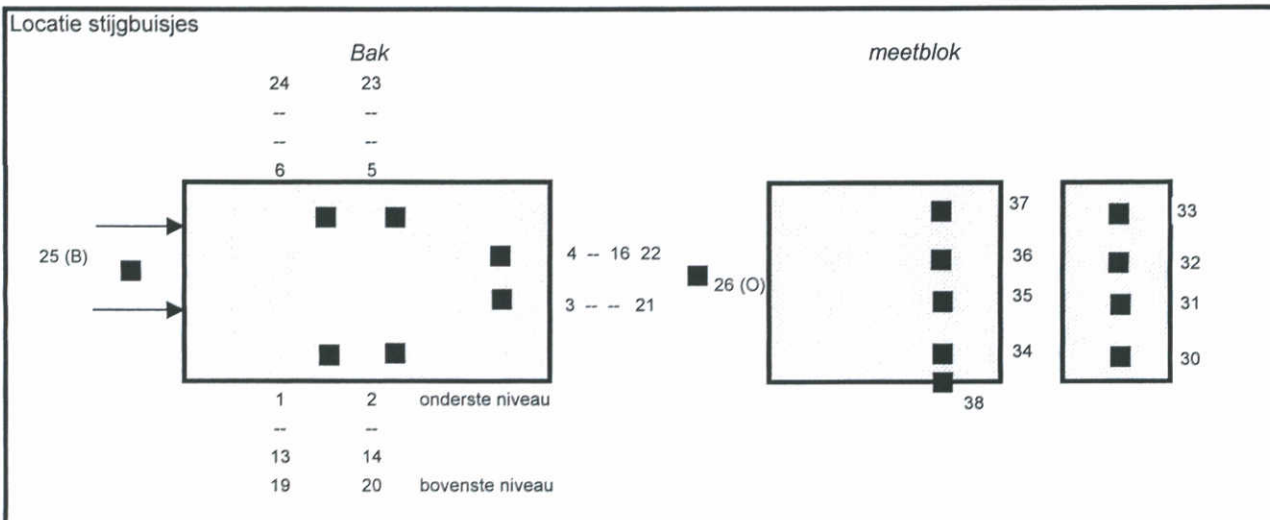 Locatie stijgbuisjes
Bak meetblok
24 23
-- --
-- --
6 5
37 33
25 (B) 4 -- 16 22 36 32
26 (O)
3 -- -- 21 35 31
34 30
1 2 onderste niveau 38
-- --
13 14
19 20 bovenste niveau